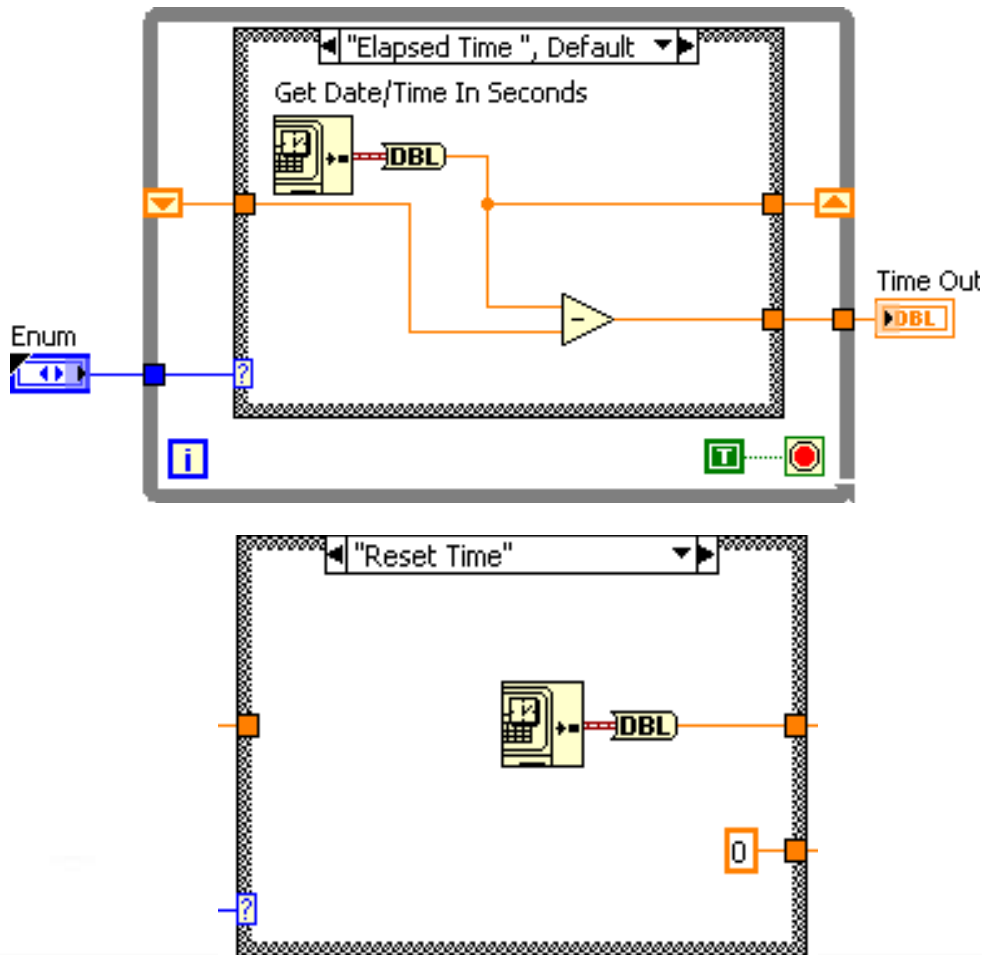 "Elapsed Time ", Default
Get Date/Time In Seconds
DBL
Time Out
DBL
Enum
?
i
T
"Reset Time"
DBL
0
?